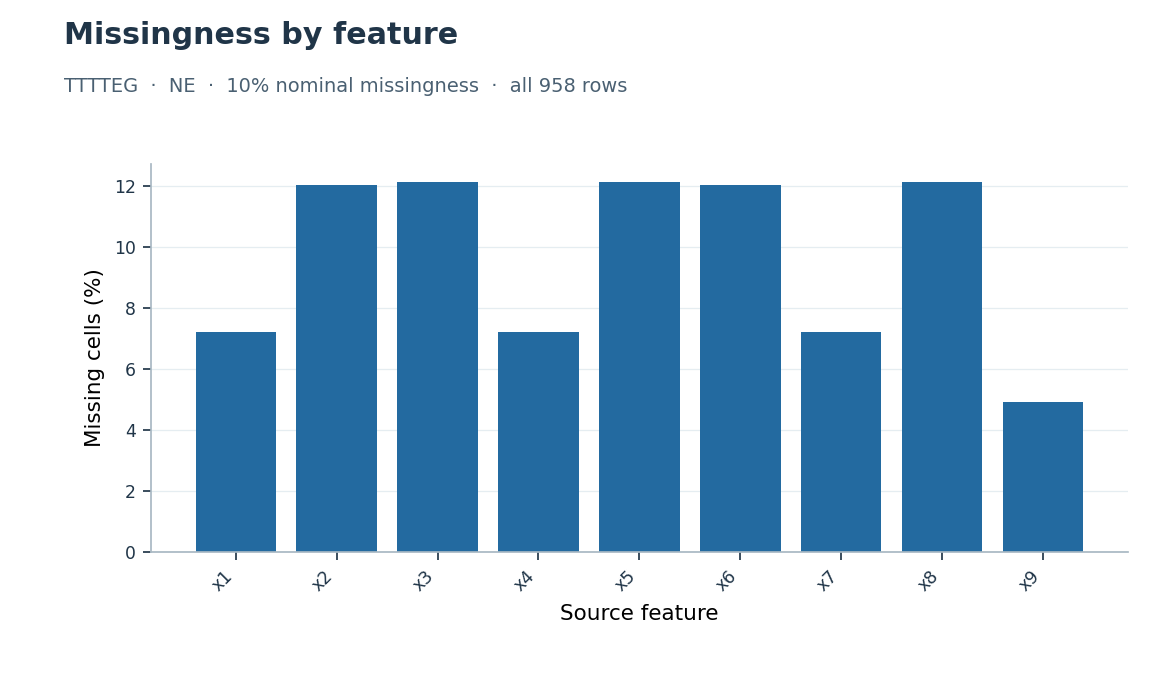 Missingness by feature
TTTTEG · NE · 10% nominal missingness · all 958 rows
Missing cells (%)
12
10
8
6
4
2
0
x1 x2 x3 x4 x5 x6 x7 x8 x9
Source feature